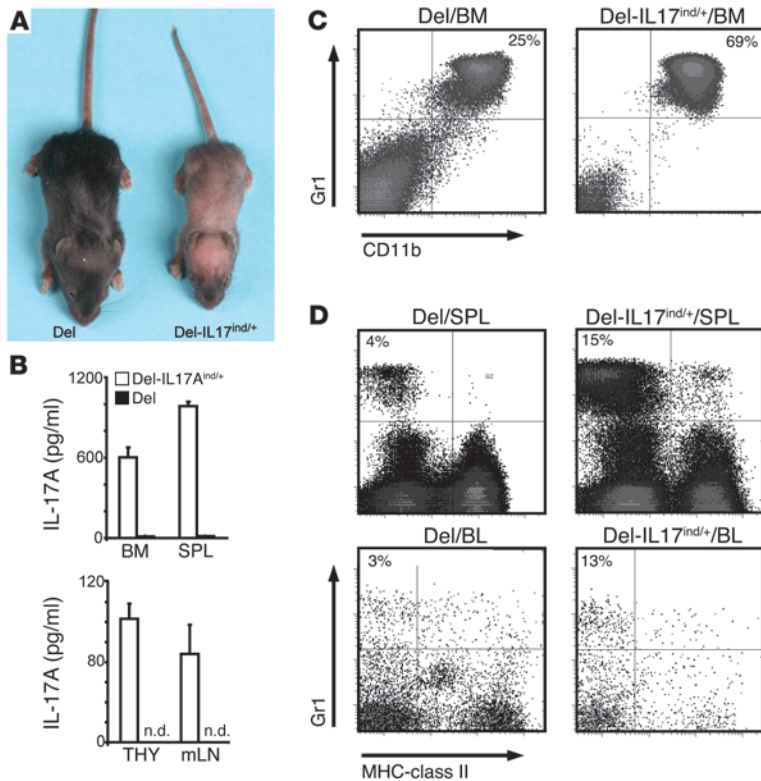 A
Del
Del-IL17ind/+
B
Del-IL17Aind/+
Del
IL-17A (pg/ml)
1200
600
0
BM
SPL
IL-17A (pg/ml)
120
80
0
THY
n.d.
mLN
n.d.
C
Del/BM
25%
Del-IL17ind/+/BM
69%
Gr1
CD11b
D
Del/SPL
4%
Q2
Del-IL17ind/+/SPL
15%
Del/BL
3%
Del-IL17ind/+/BL
13%
Gr1
MHC-class II